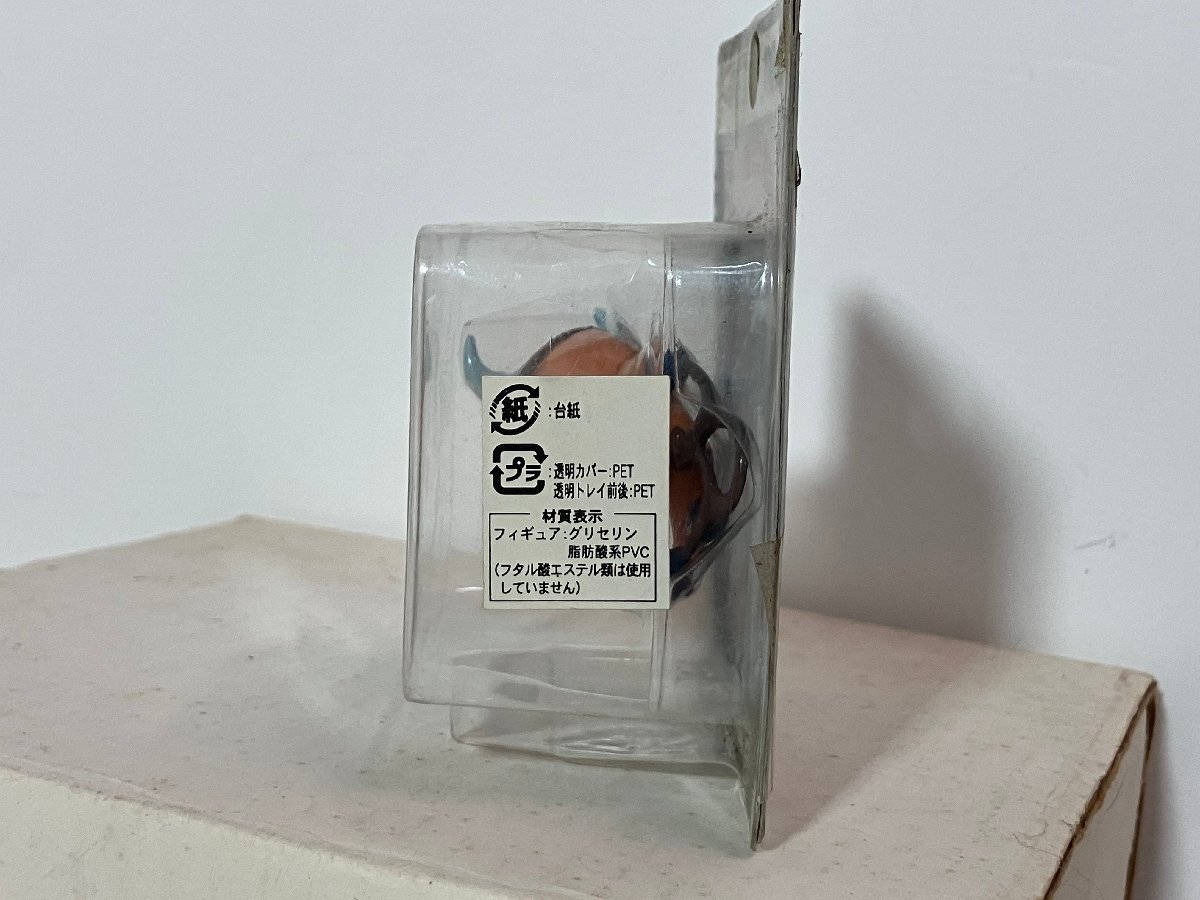 紙:台紙
プラ:透明カバー:PET
透明トレイ前後:PET
材質表示
フィギュア:グリセリン
脂肪酸系PVC
(フタル酸エステル類は使用
していません)